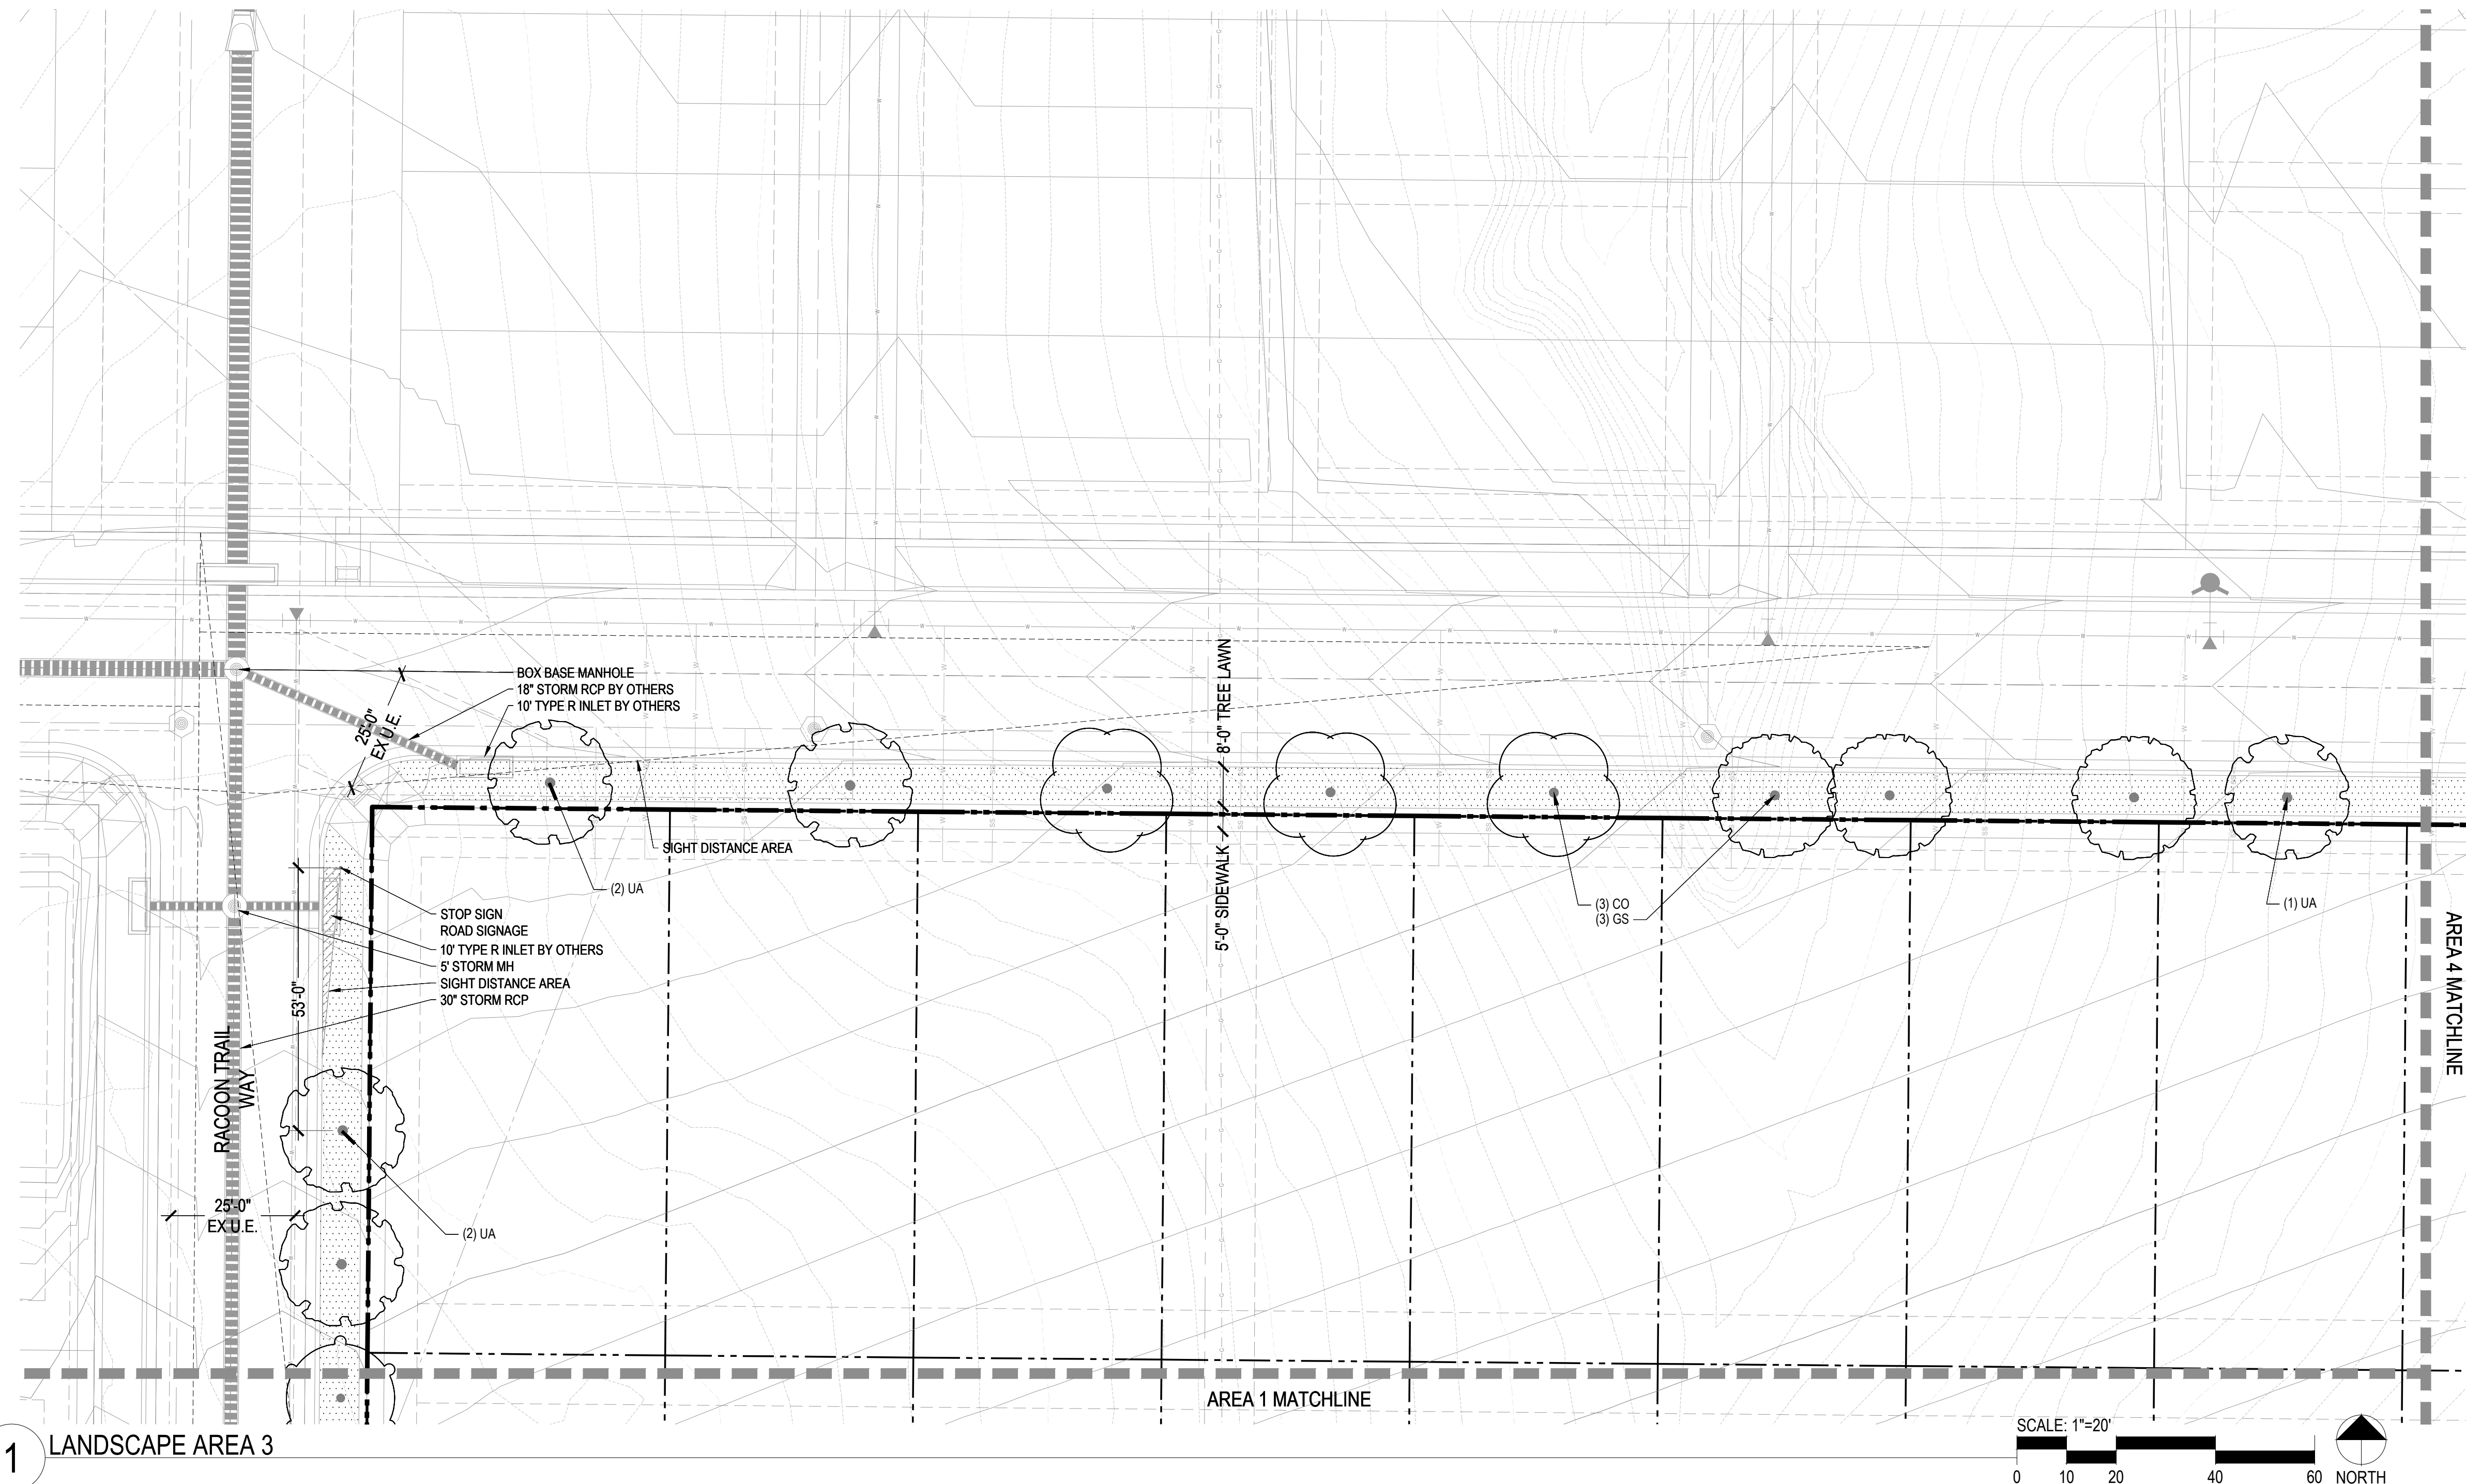 BOX BASE MANHOLE
18" STORM RCP BY OTHERS
10' TYPE R INLET BY OTHERS
25'-0"
EX U.E.
8'-0" TREE LAWN
5'-0" SIDEWALK
SIGHT DISTANCE AREA
(2) UA
STOP SIGN
ROAD SIGNAGE
10' TYPE R INLET BY OTHERS
5' STORM MH
SIGHT DISTANCE AREA
30" STORM RCP
53'-0"
(3) CO
(3) GS
(1) UA
AREA 4 MATCHLINE
RACOON TRAIL
WAY
25'-0"
EX U.E.
(2) UA
AREA 1 MATCHLINE
1
LANDSCAPE AREA 3
SCALE: 1"=20'
0 10 20 40 60
NORTH